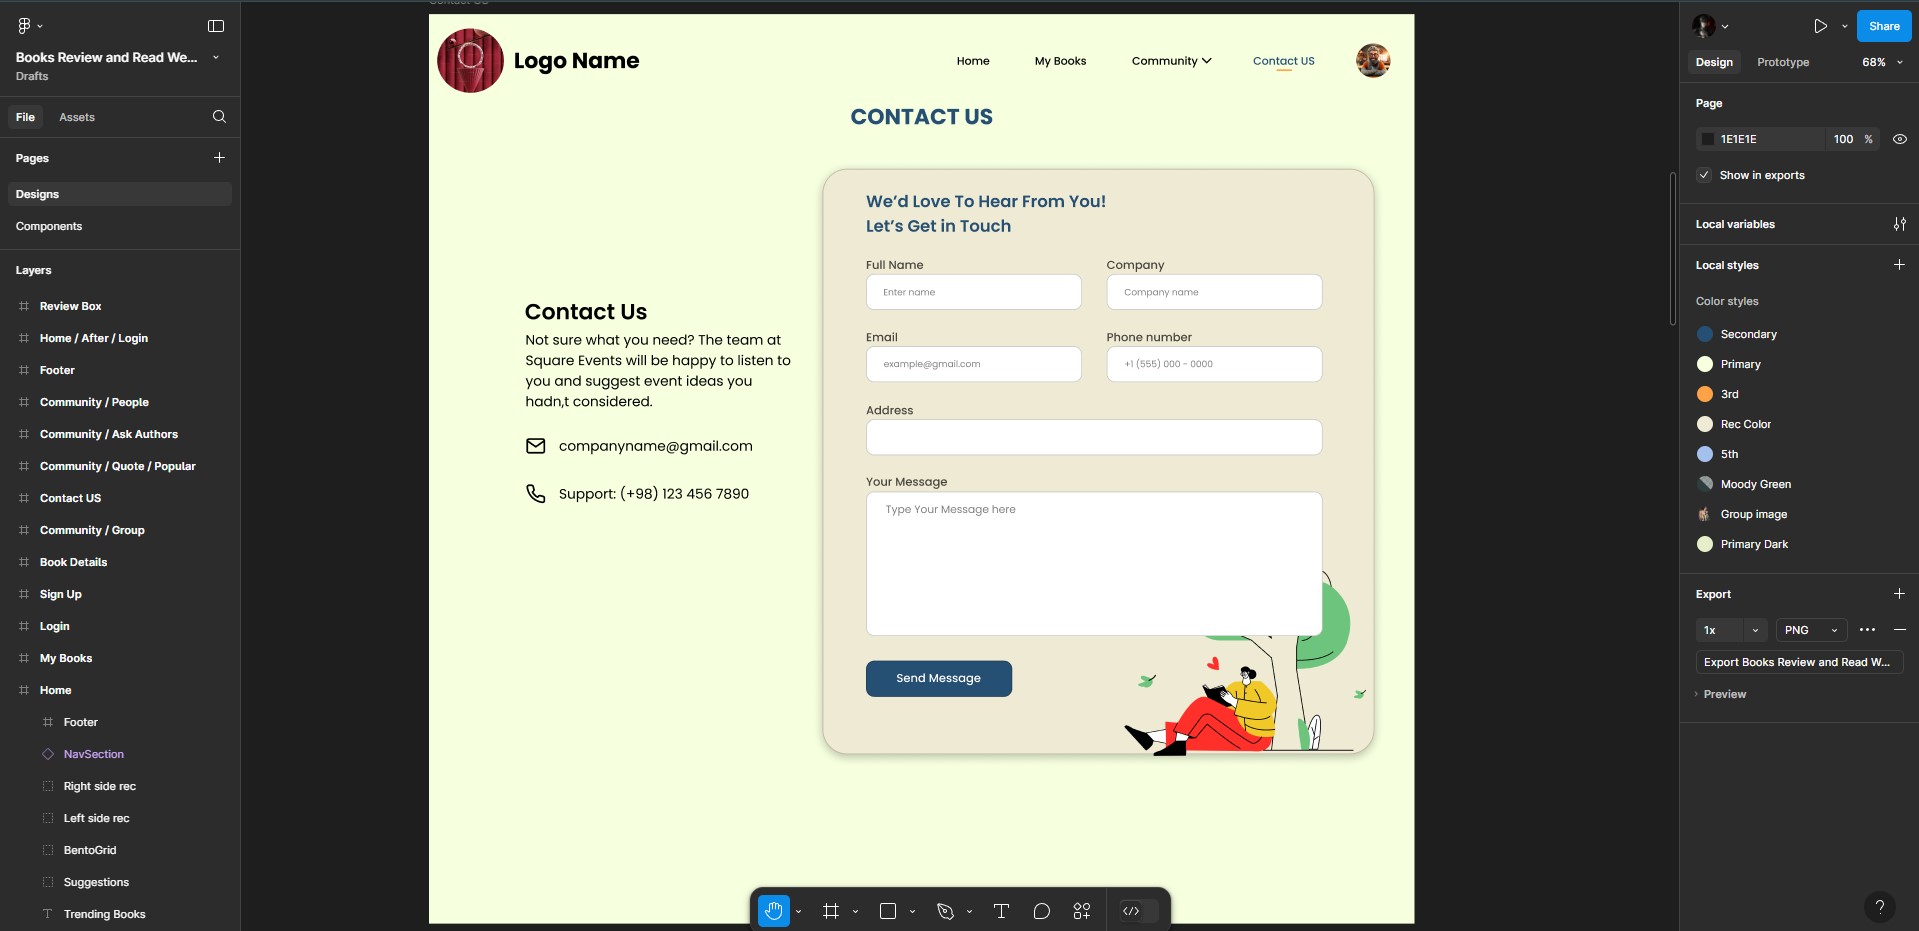 Contact US
Books Review and Read We...
Drafts
File
Assets
Pages
Designs
Components
Layers
Review Box
Home / After / Login
Footer
Community / People
Community / Ask Authors
Community / Quote / Popular
Contact US
Community / Group
Book Details
Sign Up
Login
My Books
Home
Footer
NavSection
Right side rec
Left side rec
BentoGrid
Suggestions
Trending Books
Logo Name
Home
My Books
Community
Contact US
CONTACT US
Contact Us
Not sure what you need? The team at
Square Events will be happy to listen to
you and suggest event ideas you
hadn,t considered.
companyname@gmail.com
Support: (+98) 123 456 7890
We’d Love To Hear From You!
Let’s Get in Touch
Full Name
Company
Enter name
Company name
Email
Phone number
example@gmail.com
+1 (555) 000 - 0000
Address
Your Message
Type Your Message here
Send Message
Share
Design
Prototype
68%
Page
1E1E1E
100
%
Show in exports
Local variables
Local styles
Color styles
Secondary
Primary
3rd
Rec Color
5th
Moody Green
Group image
Primary Dark
Export
1x
PNG
Export Books Review and Read W...
Preview
?